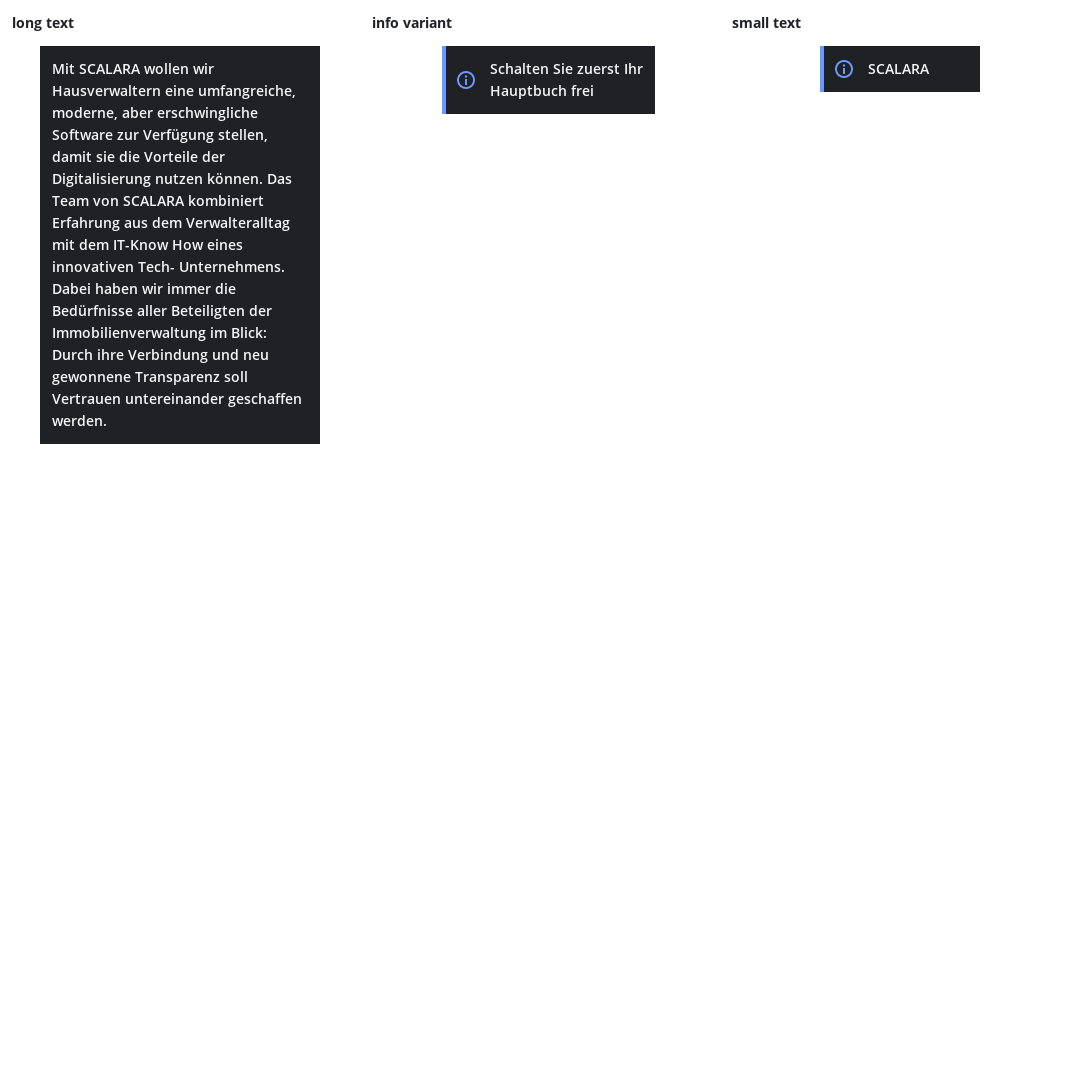 long text
Mit SCALARA wollen wir
Hausverwaltern eine umfangreiche,
moderne, aber erschwingliche
Software zur Verfügung stellen,
damit sie die Vorteile der
Digitalisierung nutzen können. Das
Team von SCALARA kombiniert
Erfahrung aus dem Verwalteralltag
mit dem IT-Know How eines
innovativen Tech- Unternehmens.
Dabei haben wir immer die
Bedürfnisse aller Beteiligten der
Immobilienverwaltung im Blick:
Durch ihre Verbindung und neu
gewonnene Transparenz soll
Vertrauen untereinander geschaffen
werden.
info variant
Schalten Sie zuerst Ihr
Hauptbuch frei
small text
SCALARA